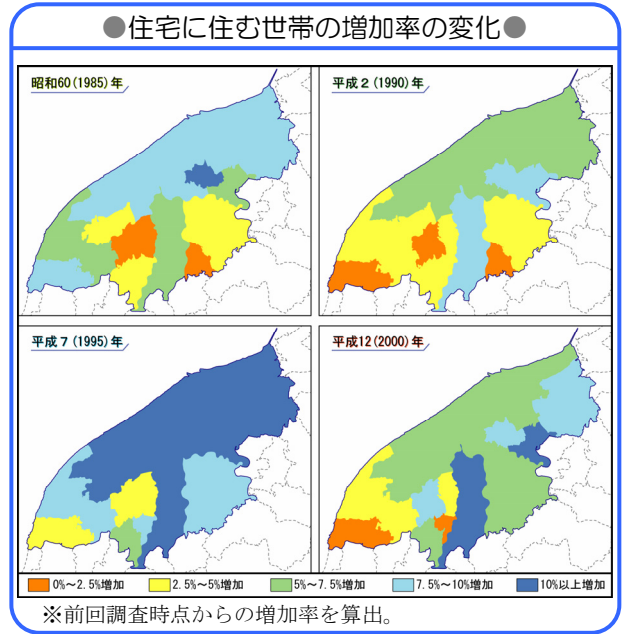 ●住宅に住む世帯の増加率の変化●
昭和60(1985)年
平成2(1990)年
平成7(1995)年
平成12(2000)年
0%～2.5%増加
2.5%～5%増加
5%～7.5%増加
7.5%～10%増加
10%以上増加
※前回調査時点からの増加率を算出。